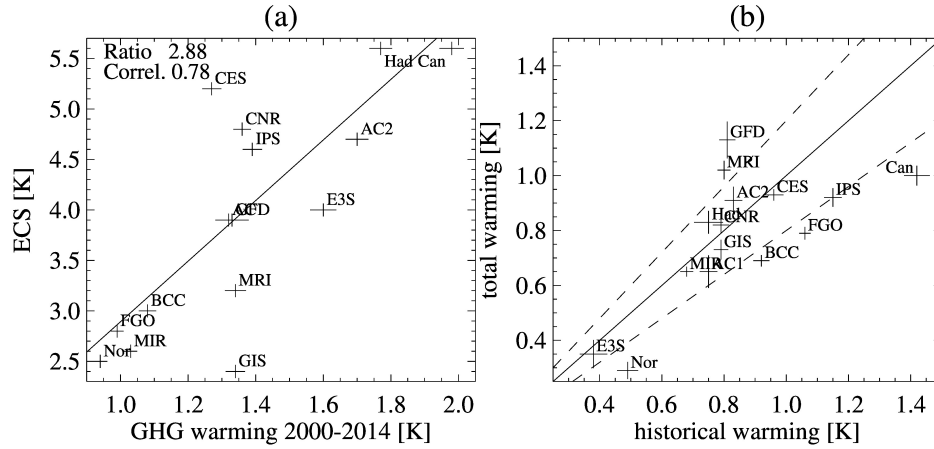 (a)
Ratio 2.88
Correl. 0.78
CES
Had Can
CNR
IPS
AC2
E3S
GFD
MRI
BCC
FGO
MIR
Nor
GIS
5.5
5.0
4.5
4.0
3.5
3.0
2.5
ECS [K]
1.0 1.2 1.4 1.6 1.8 2.0
GHG warming 2000-2014 [K]
(b)
GFD
MRI
Can
AC2
CES
IPS
Had
CNR
FGO
GIS
BCC
MIR
AC1
E3S
Nor
1.4
1.2
1.0
0.8
0.6
0.4
total warming [K]
0.4 0.6 0.8 1.0 1.2 1.4
historical warming [K]